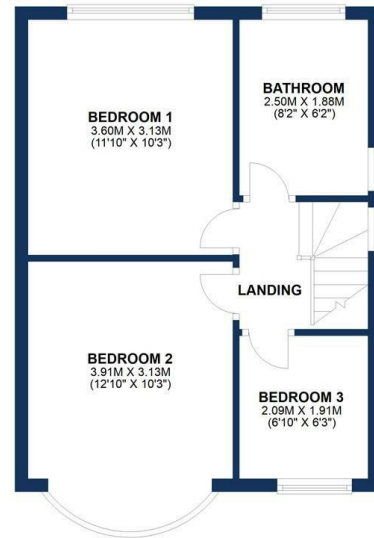 BEDROOM 1
3.60M X 3.13M
(11'10" X 10'3")
BATHROOM
2.50M X 1.88M
(8'2" X 6'2")
LANDING
BEDROOM 2
3.91M X 3.13M
(12'10" X 10'3")
BEDROOM 3
2.09M X 1.91M
(6'10" X 6'3")